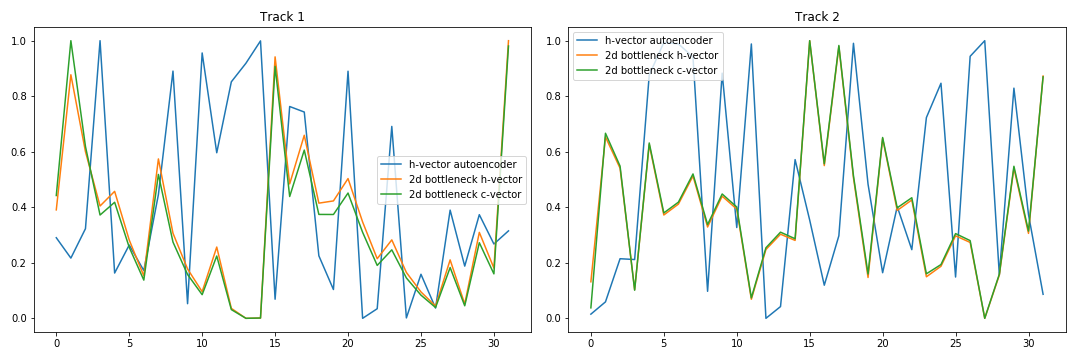 Track 1
1.0
0.8
0.6
0.4
0.2
0.0
h-vector autoencoder
2d bottleneck h-vector
2d bottleneck c-vector
0 5 10 15 20 25 30
Track 2
1.0
0.8
0.6
0.4
0.2
0.0
h-vector autoencoder
2d bottleneck h-vector
2d bottleneck c-vector
0 5 10 15 20 25 30